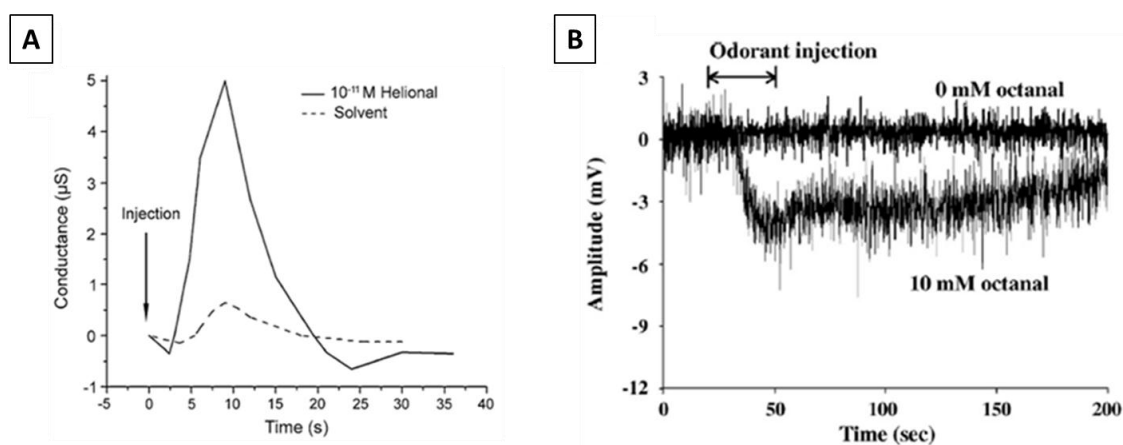 A
10⁻¹¹ M Helional
Solvent
Injection
Conductance (µS)
5
4
3
2
1
0
-1
-5 0 5 10 15 20 25 30 35 40
Time (s)
B
Odorant injection
0 mM octanal
10 mM octanal
Amplitude (mV)
3
0
-3
-6
-9
-12
0 50 100 150 200
Time (sec)